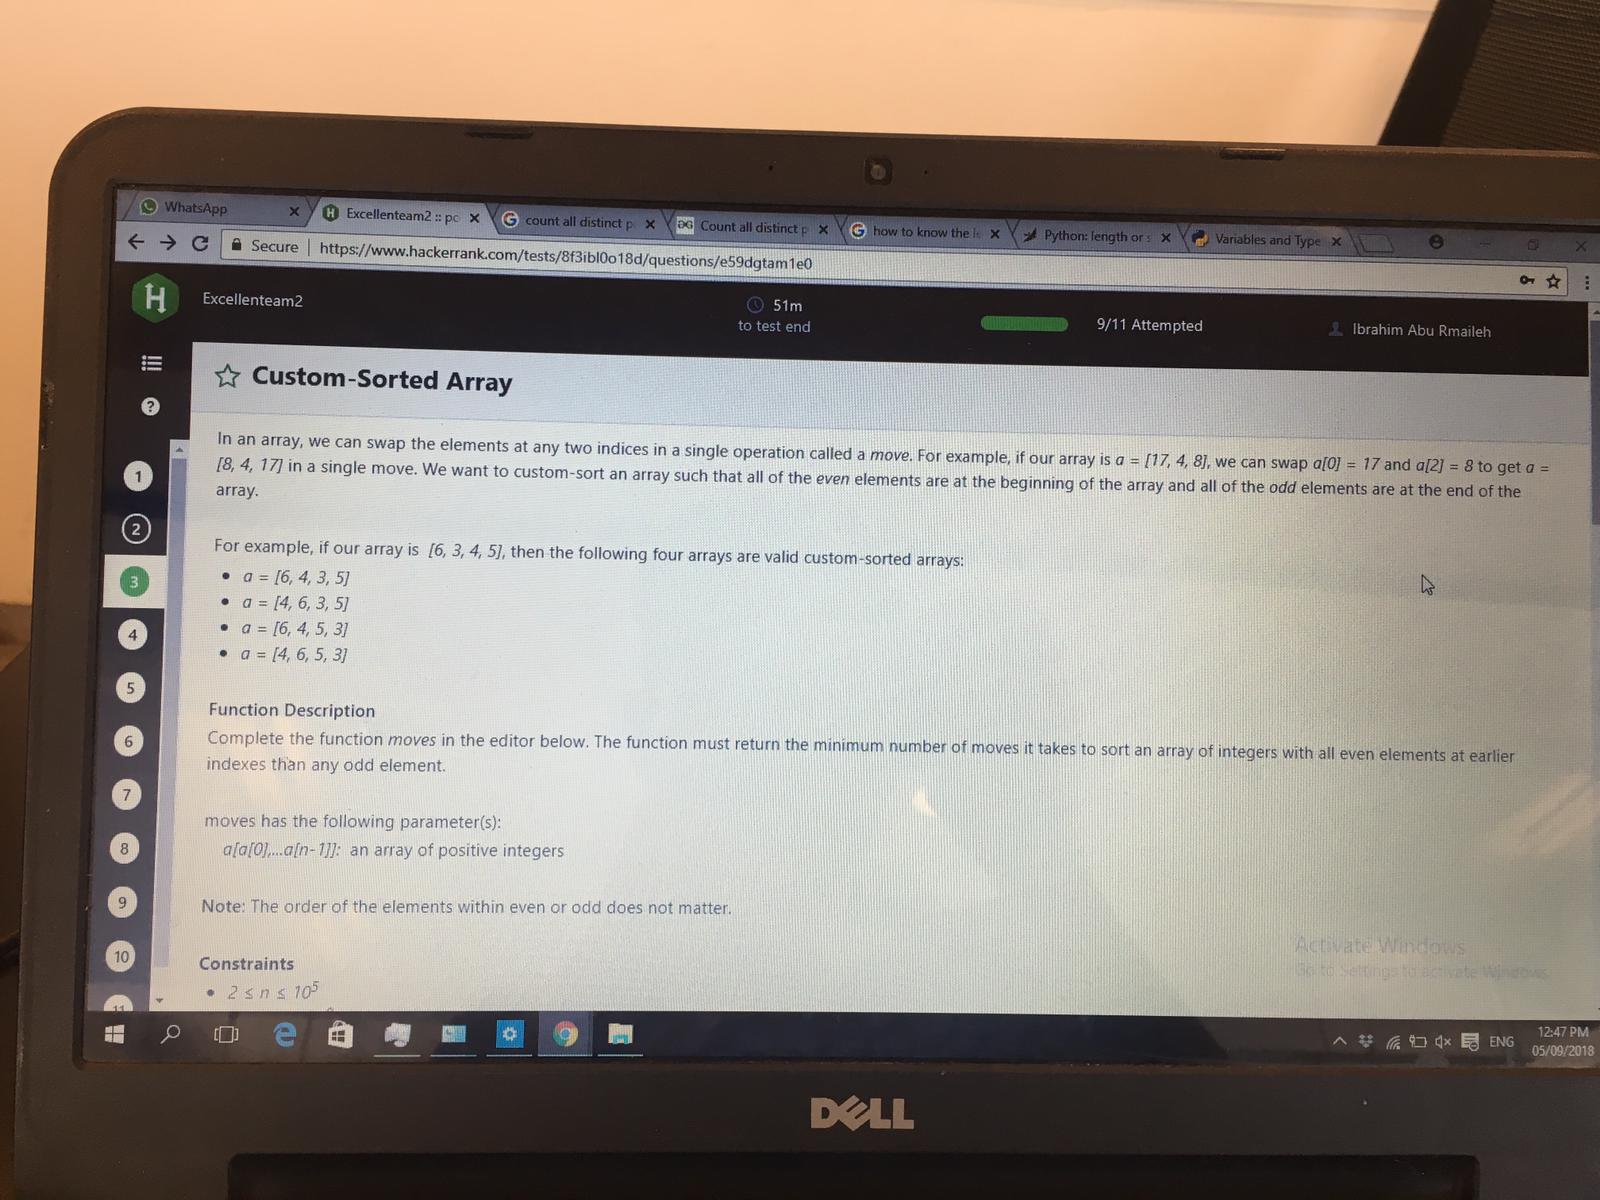 WhatsApp
Excellenteam2 :: po
count all distinct p
Count all distinct p
how to know the l
Python: length or s
Variables and Type
Secure | https://www.hackerrank.com/tests/8f3ibl0o18d/questions/e59dgtam1e0
H
Excellenteam2
51m
to test end
9/11 Attempted
Ibrahim Abu Rmaileh
?
1
2
3
4
5
6
7
8
9
10
11
Custom-Sorted Array
In an array, we can swap the elements at any two indices in a single operation called a move. For example, if our array is a = [17, 4, 8], we can swap a[0] = 17 and a[2] = 8 to get a =
[8, 4, 17] in a single move. We want to custom-sort an array such that all of the even elements are at the beginning of the array and all of the odd elements are at the end of the
array.
For example, if our array is [6, 3, 4, 5], then the following four arrays are valid custom-sorted arrays:
• a = [6, 4, 3, 5]
• a = [4, 6, 3, 5]
• a = [6, 4, 5, 3]
• a = [4, 6, 5, 3]
Function Description
Complete the function moves in the editor below. The function must return the minimum number of moves it takes to sort an array of integers with all even elements at earlier
indexes than any odd element.
moves has the following parameter(s):
a[a[0],...a[n-1]]: an array of positive integers
Note: The order of the elements within even or odd does not matter.
Constraints
• 2 ≤ n ≤ 10⁵
Activate Windows
Go to Settings to activate Windows.
ENG
12:47 PM
05/09/2018
DELL